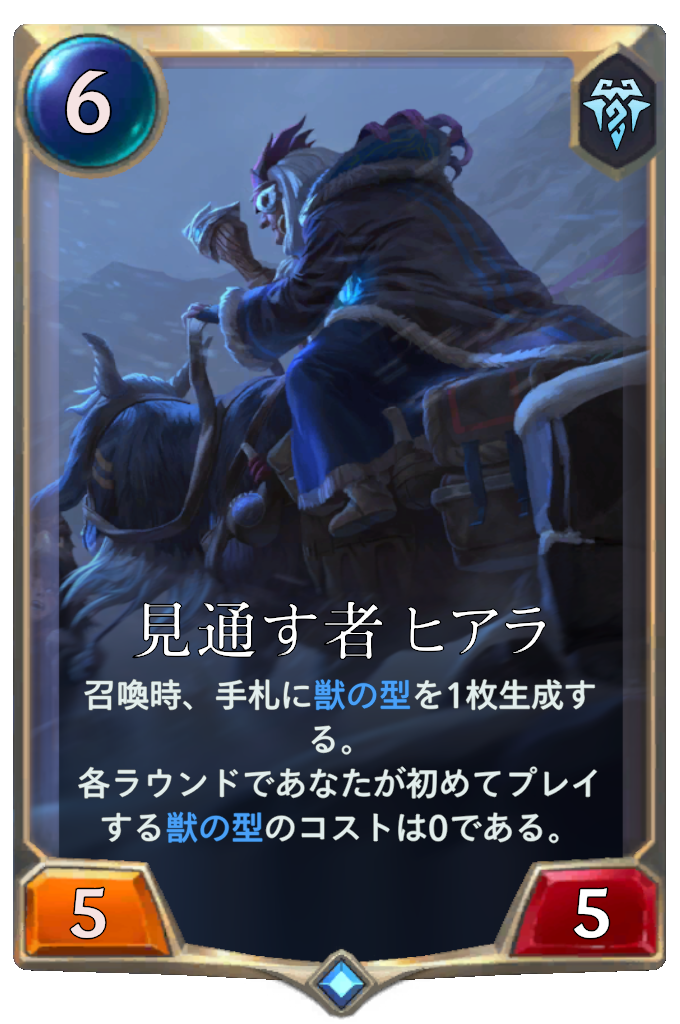 6
見通す者 ヒアラ
召喚時、手札に獣の型を1枚生成す
る。
各ラウンドであなたが初めてプレイ
する獣の型のコストは0である。
5
5